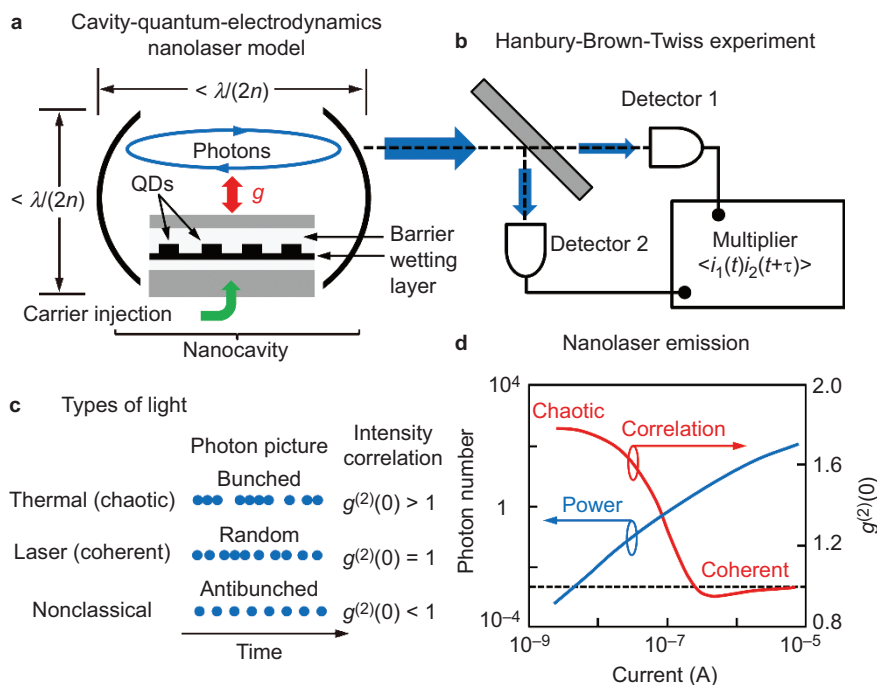 a
Cavity-quantum-electrodynamics
nanolaser model
< λ/(2n)
< λ/(2n)
Photons
g
QDs
Barrier
wetting
layer
Carrier injection
Nanocavity
b
Hanbury-Brown-Twiss experiment
Detector 1
Detector 2
Multiplier
<i₁(t)i₂(t+τ)>
c Types of light
Photon picture
Intensity
correlation
Bunched
Thermal (chaotic)
g⁽²⁾(0) > 1
Random
Laser (coherent)
g⁽²⁾(0) = 1
Antibunched
Nonclassical
g⁽²⁾(0) < 1
Time
d Nanolaser emission
10⁴
1
10⁻⁴
Photon number
Chaotic
Correlation
Power
Coherent
2.0
1.6
1.2
0.8
g⁽²⁾(0)
10⁻⁹
10⁻⁷
10⁻⁵
Current (A)